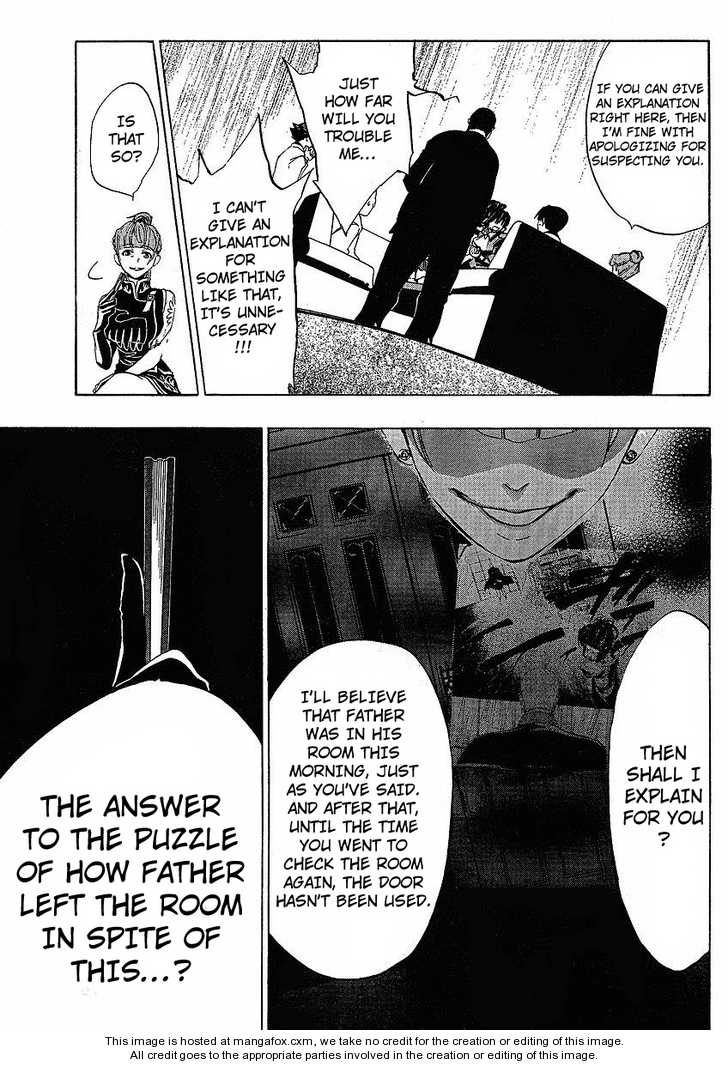 IF YOU CAN GIVE
AN EXPLANATION
RIGHT HERE, THEN
I'M FINE WITH
APOLOGIZING FOR
SUSPECTING YOU.
JUST
HOW FAR
WILL YOU
TROUBLE
ME...
I CAN'T
GIVE AN
EXPLANATION
FOR
SOMETHING
LIKE THAT,
IT'S UNNE-
CESSARY
!!!
IS
THAT
SO?
THEN
SHALL I
EXPLAIN
FOR YOU
?
I'LL BELIEVE
THAT FATHER
WAS IN HIS
ROOM THIS
MORNING, JUST
AS YOU'VE SAID.
AND AFTER THAT,
UNTIL THE TIME
YOU WENT TO
CHECK THE ROOM
AGAIN, THE DOOR
HASN'T BEEN USED.
THE ANSWER
TO THE PUZZLE
OF HOW FATHER
LEFT THE ROOM
IN SPITE OF
THIS...?
This image is hosted at mangafox.cxm, we take no credit for the creation or editing of this image.
All credit goes to the appropriate parties involved in the creation or editing of this image.